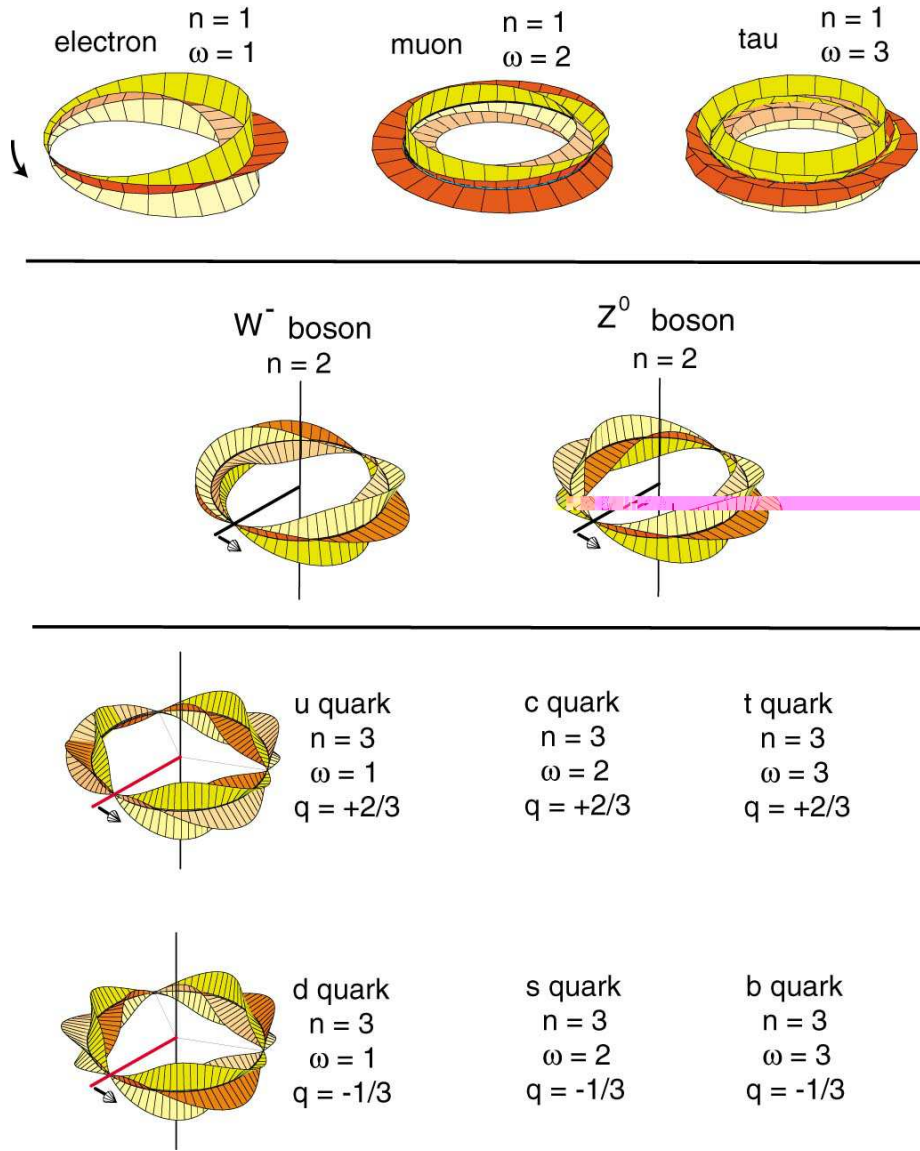 electron
n = 1
ω = 1
muon
n = 1
ω = 2
tau
n = 1
ω = 3
W⁻ boson
n = 2
Z⁰ boson
n = 2
u quark
n = 3
ω = 1
q = +2/3
c quark
n = 3
ω = 2
q = +2/3
t quark
n = 3
ω = 3
q = +2/3
d quark
n = 3
ω = 1
q = -1/3
s quark
n = 3
ω = 2
q = -1/3
b quark
n = 3
ω = 3
q = -1/3